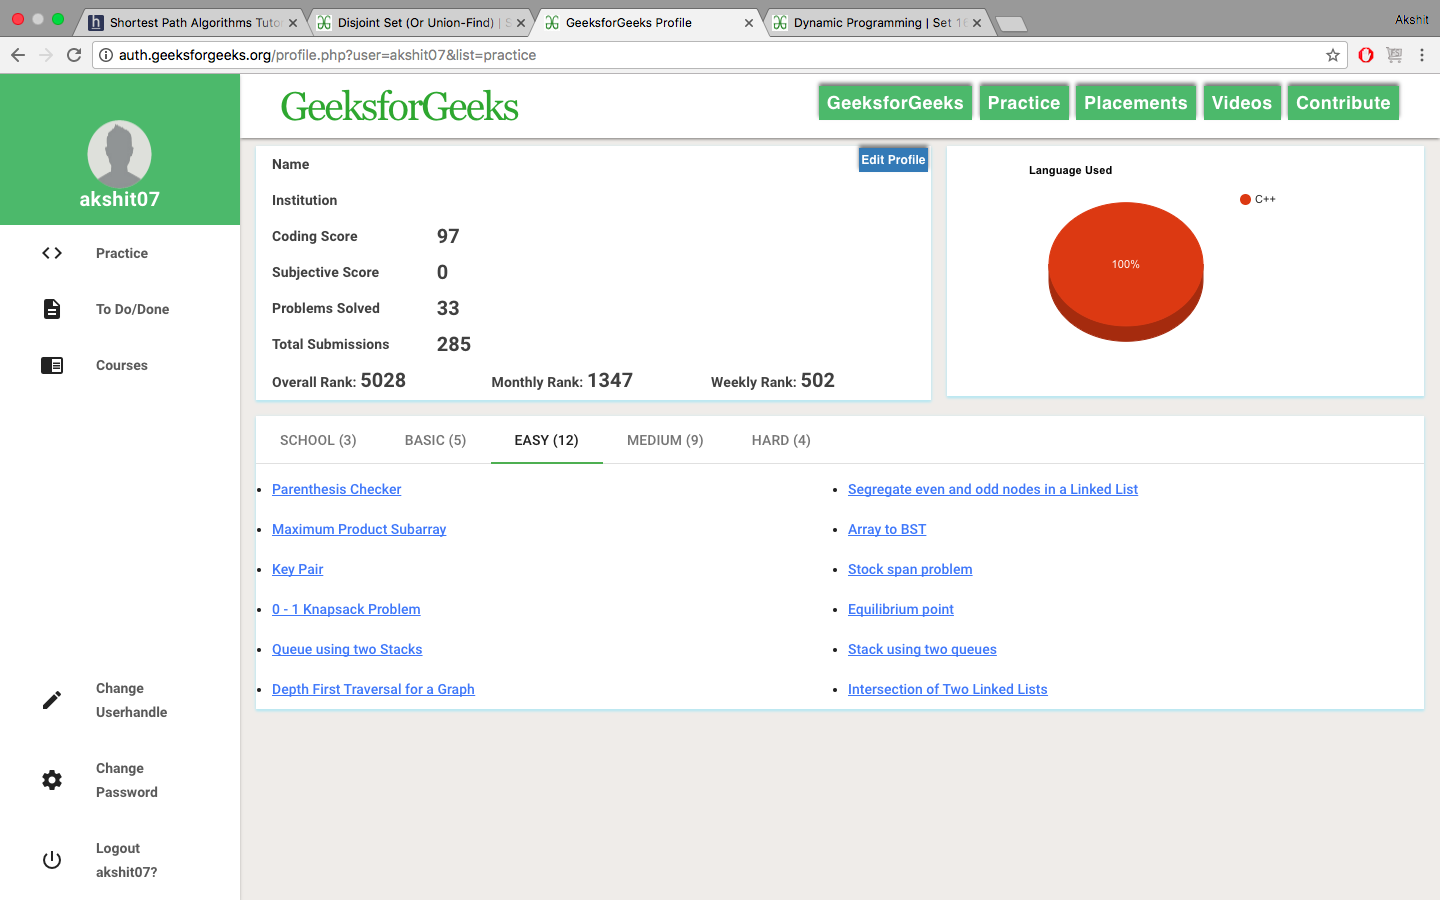 Shortest Path Algorithms Tuto
Disjoint Set (Or Union-Find) | S
GeeksforGeeks Profile
Dynamic Programming | Set 16
Akshit
auth.geeksforgeeks.org/profile.php?user=akshit07&list=practice
GeeksforGeeks
GeeksforGeeks
Practice
Placements
Videos
Contribute
akshit07
Practice
To Do/Done
Courses
Change
Userhandle
Change
Password
Logout
akshit07?
Edit Profile
Name
Institution
Coding Score 97
Subjective Score 0
Problems Solved 33
Total Submissions 285
Overall Rank: 5028 Monthly Rank: 1347 Weekly Rank: 502
Language Used
C++
100%
SCHOOL (3) BASIC (5) EASY (12) MEDIUM (9) HARD (4)
Parenthesis Checker
Maximum Product Subarray
Key Pair
0 - 1 Knapsack Problem
Queue using two Stacks
Depth First Traversal for a Graph
Segregate even and odd nodes in a Linked List
Array to BST
Stock span problem
Equilibrium point
Stack using two queues
Intersection of Two Linked Lists